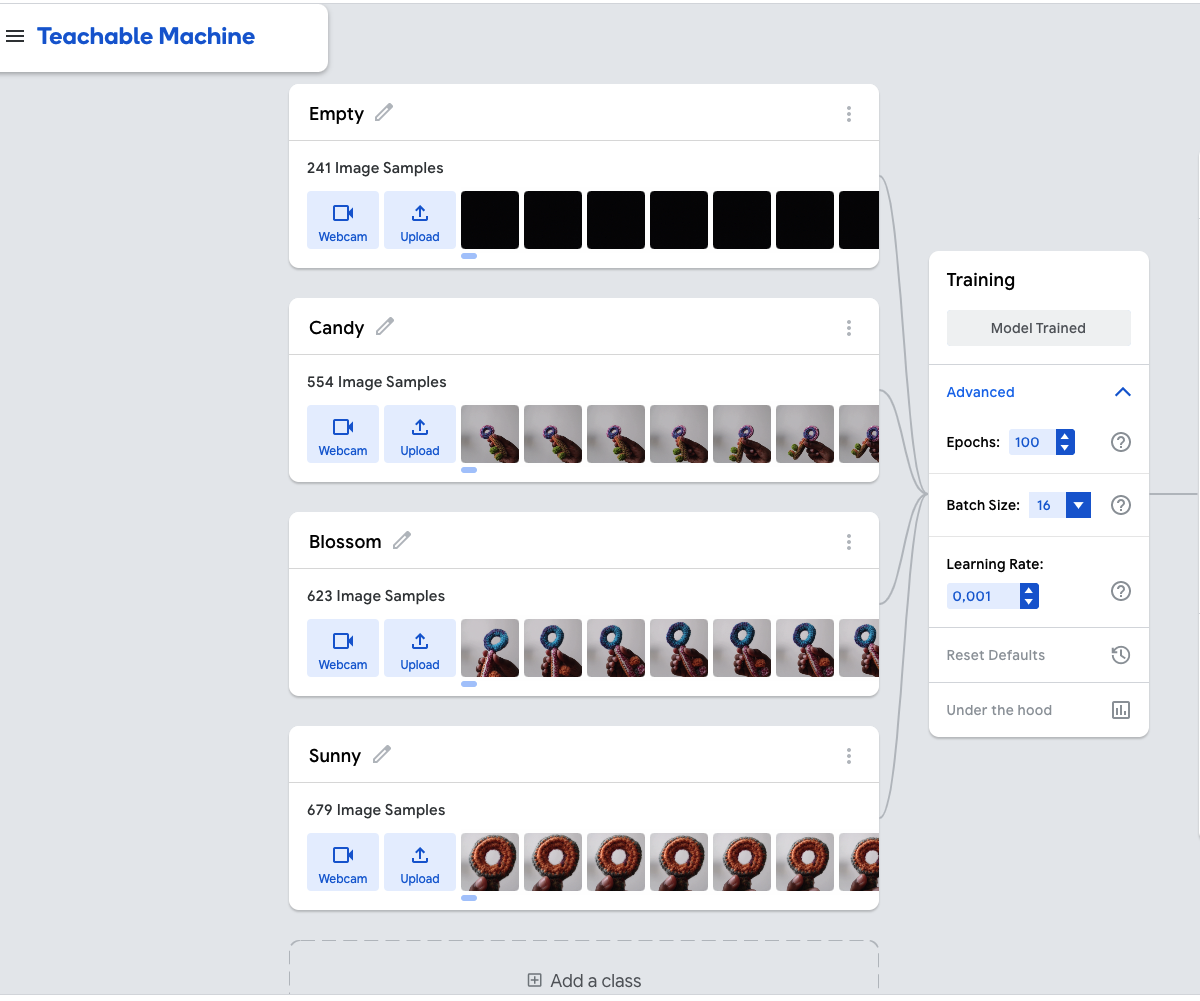 Teachable Machine
Empty
241 Image Samples
Webcam
Upload
Candy
554 Image Samples
Webcam
Upload
Blossom
623 Image Samples
Webcam
Upload
Sunny
679 Image Samples
Webcam
Upload
Add a class
Training
Model Trained
Advanced
Epochs: 100
Batch Size: 16
Learning Rate:
0,001
Reset Defaults
Under the hood